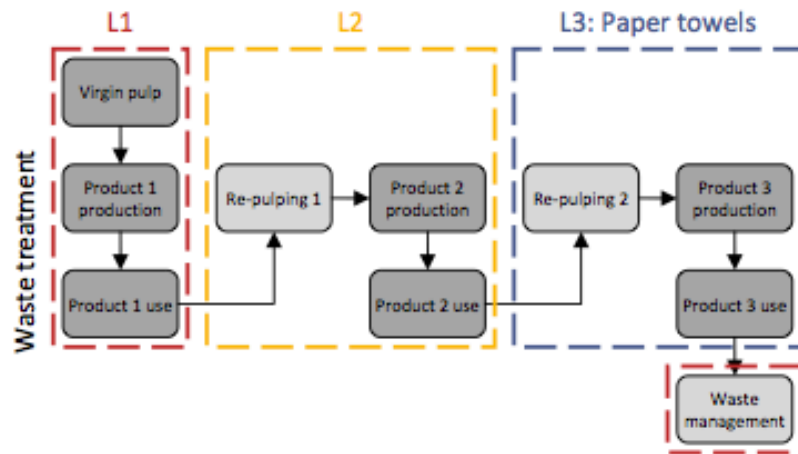 L1
L2
L3: Paper towels
Waste treatment
Virgin pulp
Product 1
production
Product 1 use
Re-pulping 1
Product 2
production
Product 2 use
Re-pulping 2
Product 3
production
Product 3 use
Waste
management